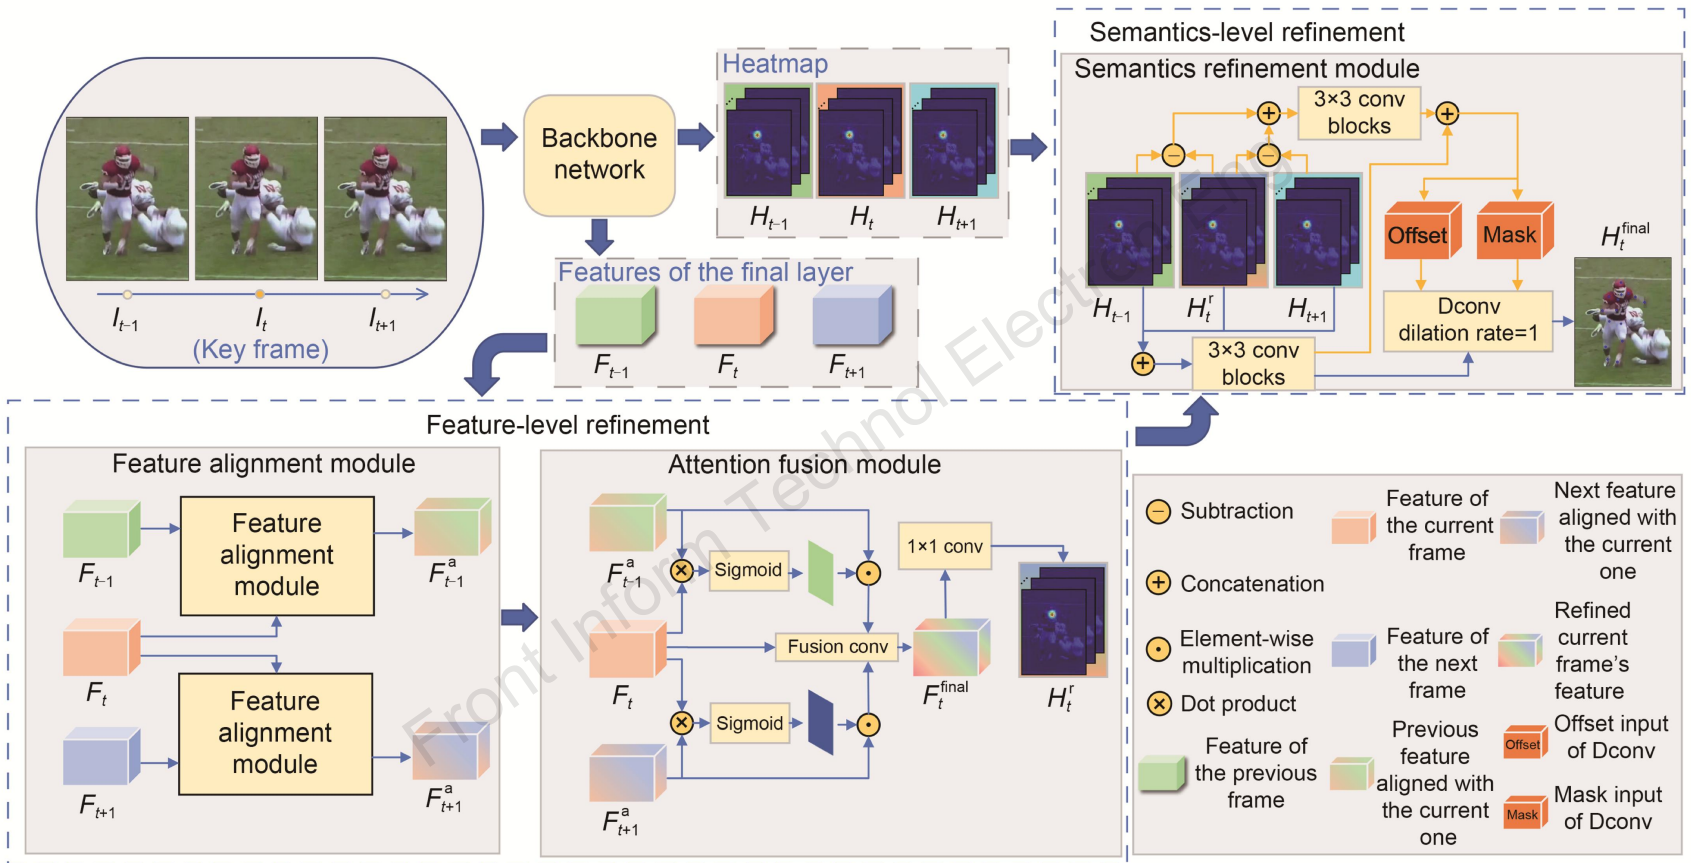 I_{t−1}
I_t
I_{t+1}
(Key frame)
Backbone
network
Heatmap
H_{t−1}
H_t
H_{t+1}
Features of the final layer
F_{t−1}
F_t
F_{t+1}
Semantics-level refinement
Semantics refinement module
3×3 conv
blocks
H_{t−1}
H_t^r
H_{t+1}
3×3 conv
blocks
Offset
Mask
Dconv
dilation rate=1
H_t^{final}
Feature-level refinement
Feature alignment module
F_{t−1}
Feature
alignment
module
F_{t−1}^a
F_t
Feature
alignment
module
F_{t+1}
F_{t+1}^a
Attention fusion module
F_{t−1}^a
Sigmoid
F_t
Fusion conv
Sigmoid
F_{t+1}^a
1×1 conv
F_t^{final}
H_t^r
Subtraction
Concatenation
Element-wise
multiplication
Dot product
Feature of
the previous
frame
Feature of
the current
frame
Feature of
the next
frame
Previous
feature
aligned with
the current
one
Next feature
aligned with
the current
one
Refined
current
frame's
feature
Offset
Offset input
of Dconv
Mask
Mask input
of Dconv
Front Inform Technol Electron Eng